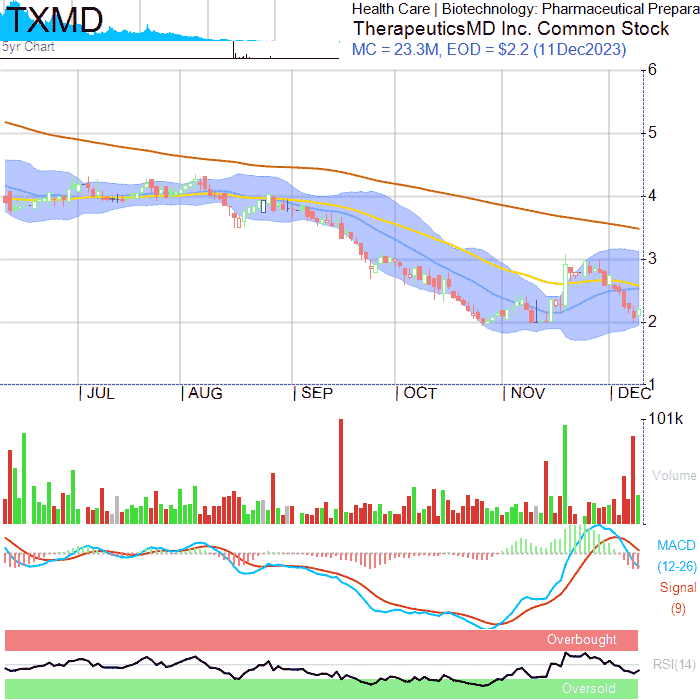 TXMD
5yr Chart
Health Care | Biotechnology: Pharmaceutical Prepara
TherapeuticsMD Inc. Common Stock
MC = 23.3M, EOD = $2.2 (11Dec2023)
6
5
4
3
2
1
JUL
AUG
SEP
OCT
NOV
DEC
101k
Volume
MACD
(12-26)
Signal
(9)
Overbought
RSI(14)
Oversold